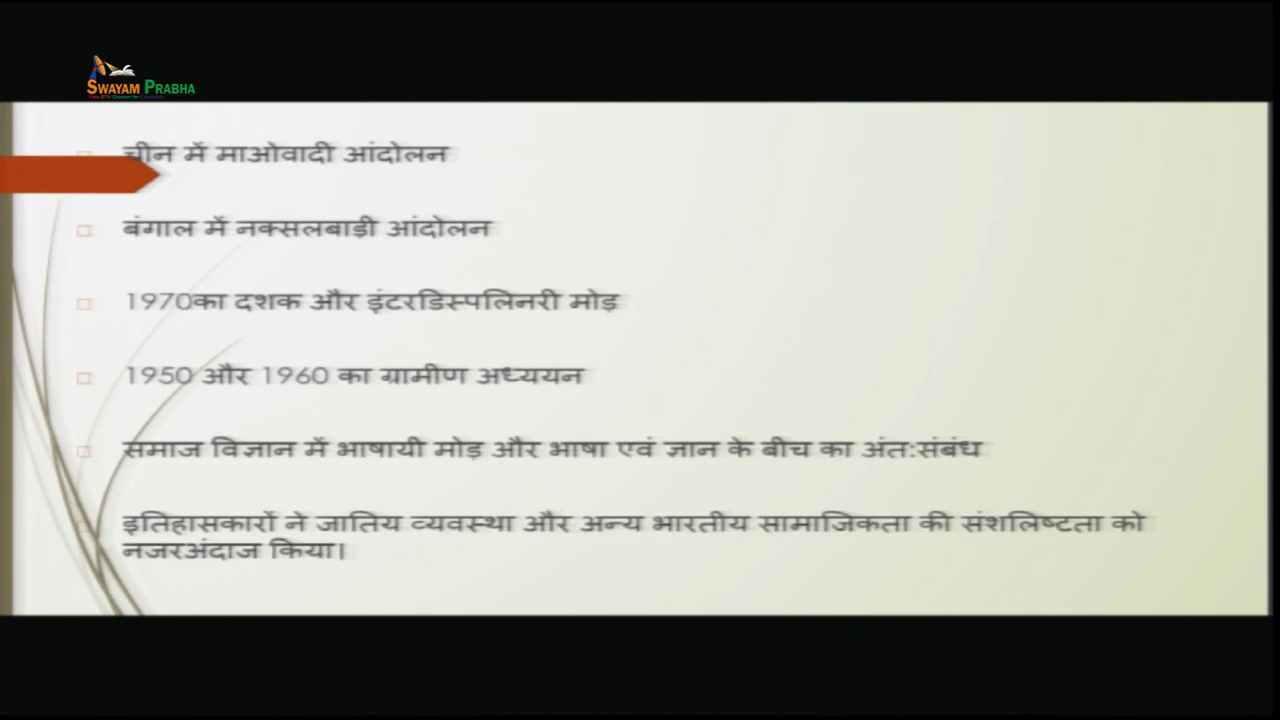 SWAYAM PRABHA
चीन में माओवादी आंदोलन
बंगाल में नक्सलबाड़ी आंदोलन
1970का दशक और इंटरडिस्पलिनरी मोड़
1950 और 1960 का ग्रामीण अध्ययन
समाज विज्ञान में भाषायी मोड़ और भाषा एवं ज्ञान के बीच का अंत:संबंध
इतिहासकारों ने जातिय व्यवस्था और अन्य भारतीय सामाजिकता की संशलिष्टता को
नजरअंदाज किया।